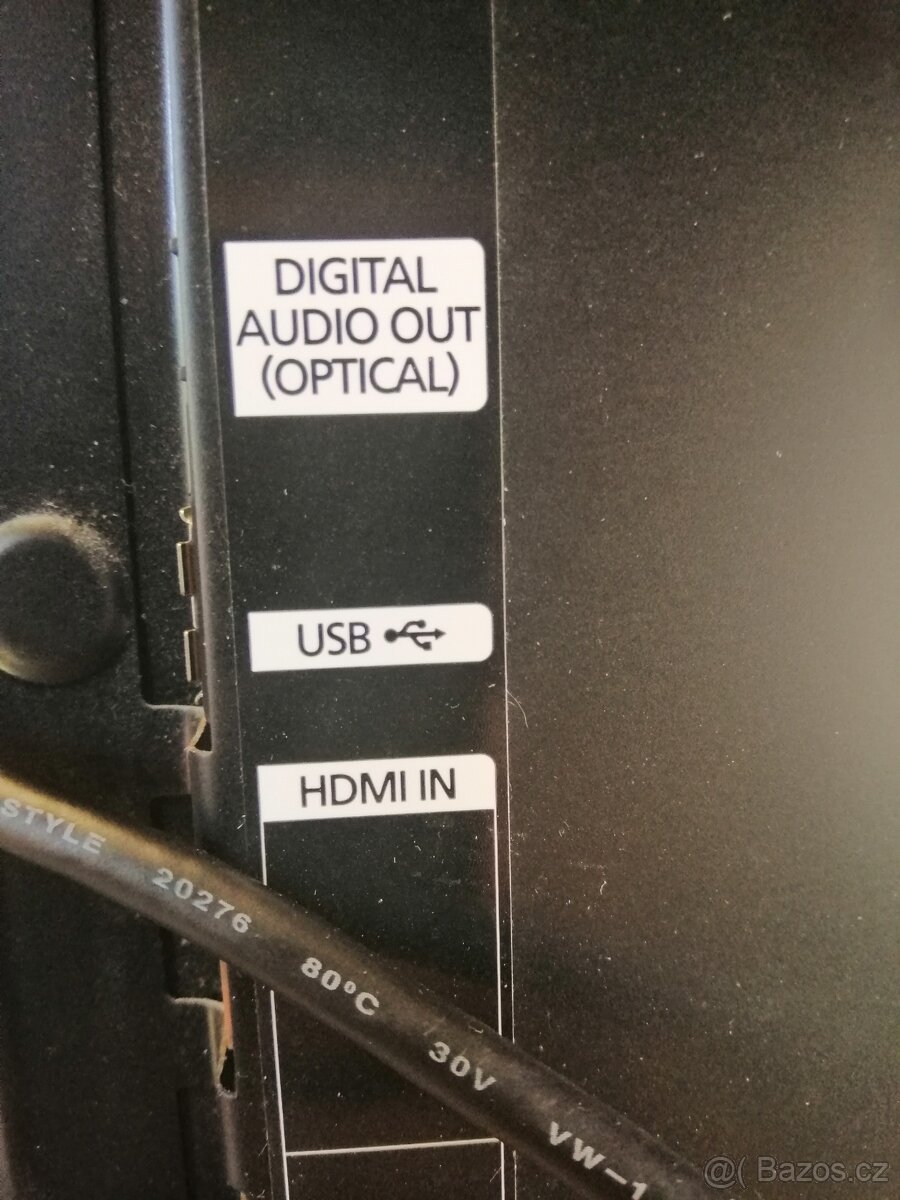 DIGITAL
AUDIO OUT
(OPTICAL)
USB
HDMI IN
STYLE 20276 80°C 30V VW-1
@( Bazos.cz